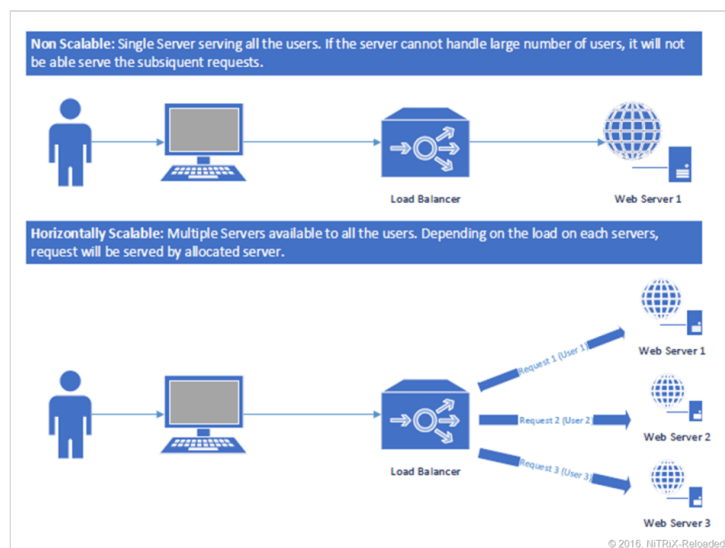 Non Scalable: Single Server serving all the users. If the server cannot handle large number of users, it will not
be able serve the subsiquent requests.
Load Balancer
Web Server 1
Horizontally Scalable: Multiple Servers available to all the users. Depending on the load on each servers,
request will be served by allocated server.
Request 1 (User 1)
Web Server 1
Request 2 (User 2)
Web Server 2
Load Balancer
Request 3 (User 3)
Web Server 3
© 2016, NiTRiX-Reloaded